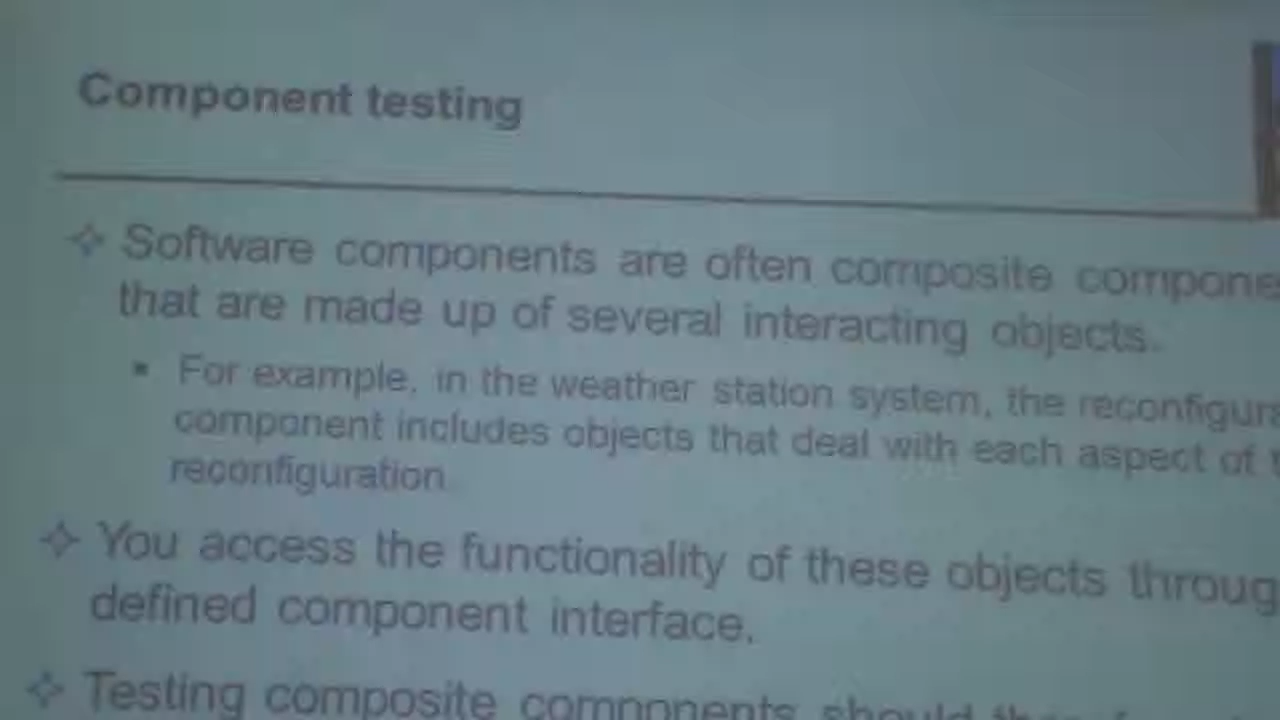 Component testing
✧ Software components are often composite compone
that are made up of several interacting objects.
▪ For example, in the weather station system, the reconfigura
component includes objects that deal with each aspect of t
reconfiguration.
✧ You access the functionality of these objects throug
defined component interface.
✧ Testing composite components should